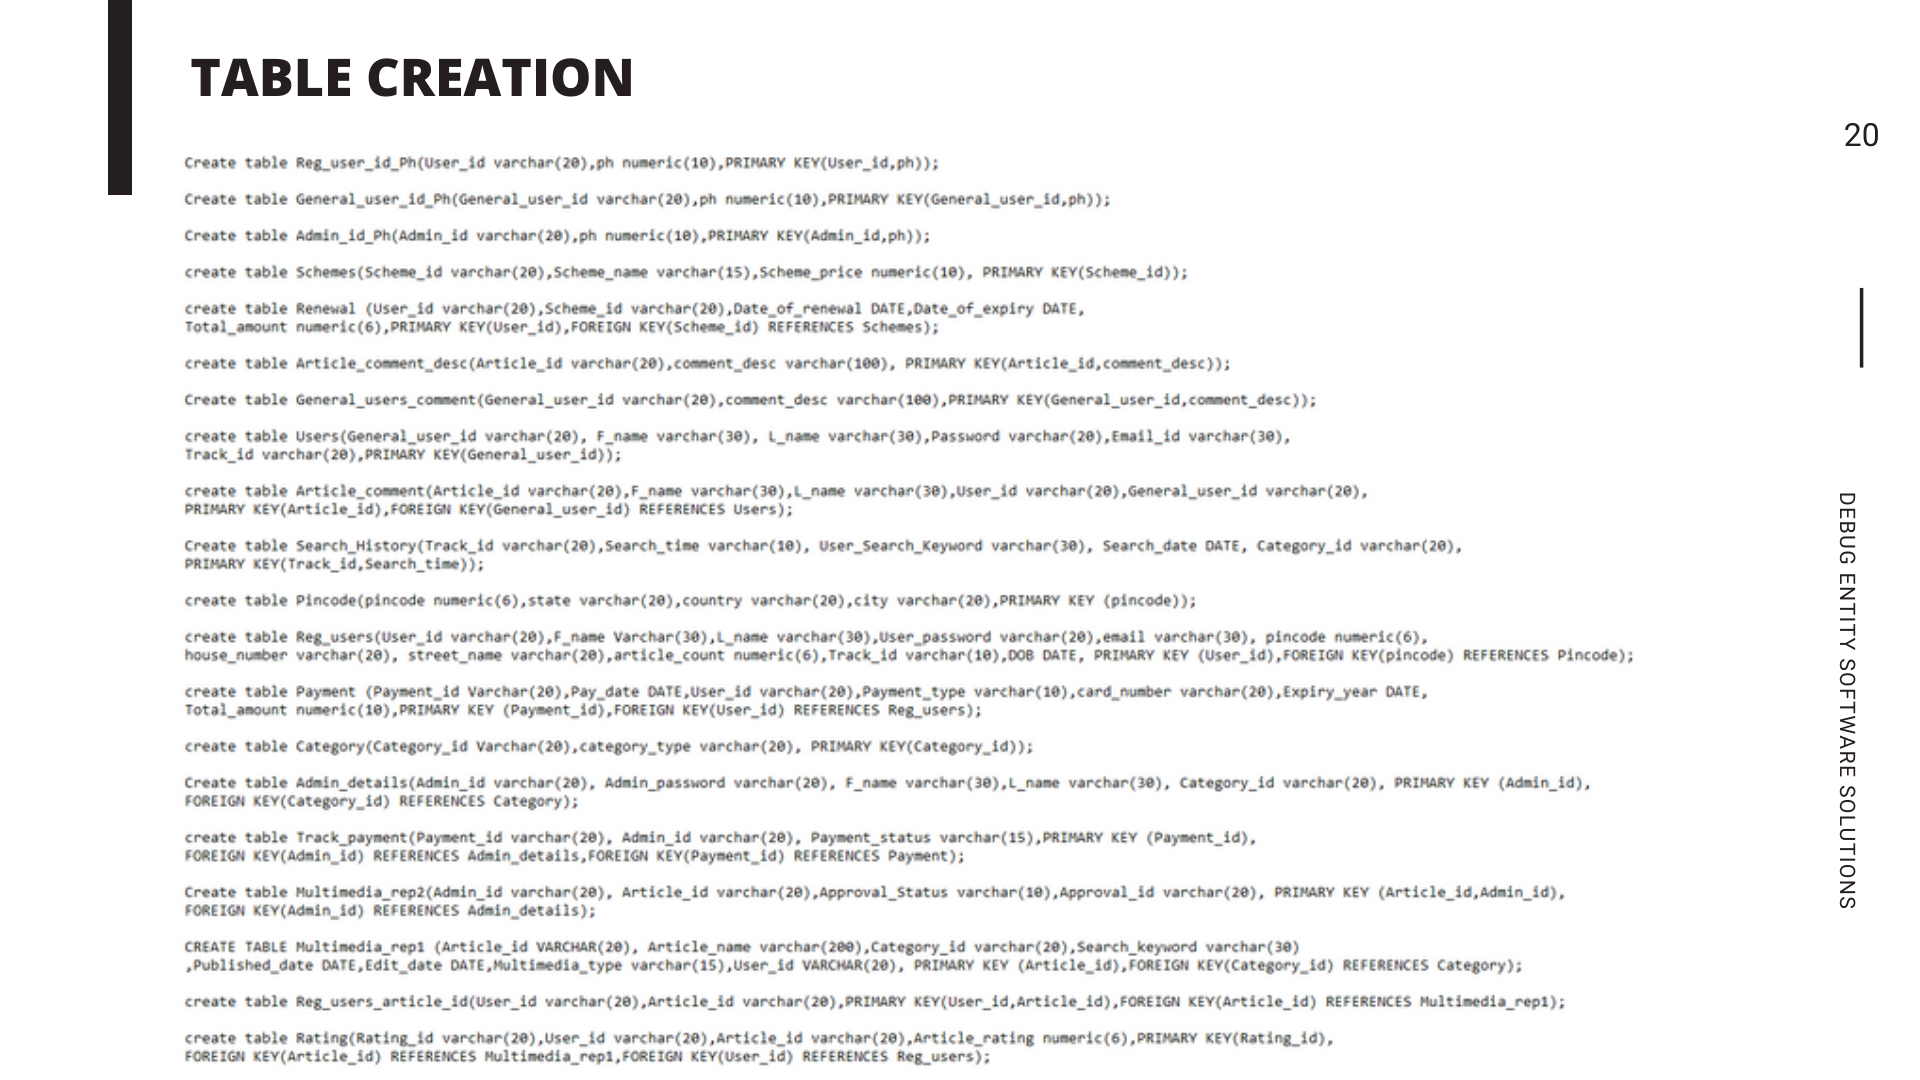 TABLE CREATION
20
Create table Reg_user_id_Ph(User_id varchar(20),ph numeric(10),PRIMARY KEY(User_id,ph));
Create table General_user_id_Ph(General_user_id varchar(20),ph numeric(10),PRIMARY KEY(General_user_id,ph));
Create table Admin_id_Ph(Admin_id varchar(20),ph numeric(10),PRIMARY KEY(Admin_id,ph));
create table Schemes(Scheme_id varchar(20),Scheme_name varchar(15),Scheme_price numeric(10), PRIMARY KEY(Scheme_id));
create table Renewal (User_id varchar(20),Scheme_id varchar(20),Date_of_renewal DATE,Date_of_expiry DATE,
Total_amount numeric(6),PRIMARY KEY(User_id),FOREIGN KEY(Scheme_id) REFERENCES Schemes);
create table Article_comment_desc(Article_id varchar(20),comment_desc varchar(100), PRIMARY KEY(Article_id,comment_desc));
Create table General_users_comment(General_user_id varchar(20),comment_desc varchar(100),PRIMARY KEY(General_user_id,comment_desc));
create table Users(General_user_id varchar(20), F_name varchar(30), L_name varchar(30),Password varchar(20),Email_id varchar(30),
Track_id varchar(20),PRIMARY KEY(General_user_id));
create table Article_comment(Article_id varchar(20),F_name varchar(30),L_name varchar(30),User_id varchar(20),General_user_id varchar(20),
PRIMARY KEY(Article_id),FOREIGN KEY(General_user_id) REFERENCES Users);
Create table Search_History(Track_id varchar(20),Search_time varchar(10), User_Search_Keyword varchar(30), Search_date DATE, Category_id varchar(20),
PRIMARY KEY(Track_id,Search_time));
create table Pincode(pincode numeric(6),state varchar(20),country varchar(20),city varchar(20),PRIMARY KEY (pincode));
create table Reg_users(User_id varchar(20),F_name Varchar(30),L_name varchar(30),User_password varchar(20),email varchar(30), pincode numeric(6),
house_number varchar(20), street_name varchar(20),article_count numeric(6),Track_id varchar(10),DOB DATE, PRIMARY KEY (User_id),FOREIGN KEY(pincode) REFERENCES Pincode);
create table Payment (Payment_id Varchar(20),Pay_date DATE,User_id varchar(20),Payment_type varchar(10),card_number varchar(20),Expiry_year DATE,
Total_amount numeric(10),PRIMARY KEY (Payment_id),FOREIGN KEY(User_id) REFERENCES Reg_users);
create table Category(Category_id Varchar(20),category_type varchar(20), PRIMARY KEY(Category_id));
Create table Admin_details(Admin_id varchar(20), Admin_password varchar(20), F_name varchar(30),L_name varchar(30), Category_id varchar(20), PRIMARY KEY (Admin_id),
FOREIGN KEY(Category_id) REFERENCES Category);
create table Track_payment(Payment_id varchar(20), Admin_id varchar(20), Payment_status varchar(15),PRIMARY KEY (Payment_id),
FOREIGN KEY(Admin_id) REFERENCES Admin_details,FOREIGN KEY(Payment_id) REFERENCES Payment);
Create table Multimedia_rep2(Admin_id varchar(20), Article_id varchar(20),Approval_Status varchar(10),Approval_id varchar(20), PRIMARY KEY (Article_id,Admin_id),
FOREIGN KEY(Admin_id) REFERENCES Admin_details);
CREATE TABLE Multimedia_rep1 (Article_id VARCHAR(20), Article_name varchar(200),Category_id varchar(20),Search_keyword varchar(30)
,Published_date DATE,Edit_date DATE,Multimedia_type varchar(15),User_id VARCHAR(20), PRIMARY KEY (Article_id),FOREIGN KEY(Category_id) REFERENCES Category);
create table Reg_users_article_id(User_id varchar(20),Article_id varchar(20),PRIMARY KEY(User_id,Article_id),FOREIGN KEY(Article_id) REFERENCES Multimedia_rep1);
create table Rating(Rating_id varchar(20),User_id varchar(20),Article_id varchar(20),Article_rating numeric(6),PRIMARY KEY(Rating_id),
FOREIGN KEY(Article_id) REFERENCES Multimedia_rep1,FOREIGN KEY(User_id) REFERENCES Reg_users);
DEBUG ENTITY SOFTWARE SOLUTIONS